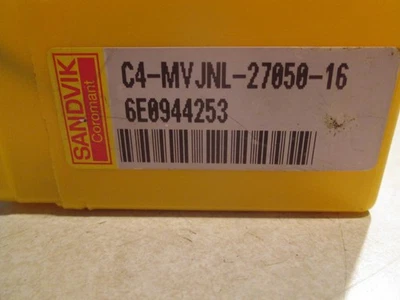 SANDVIK
Coromant
C4-MVJNL-27050-16
6E0944253